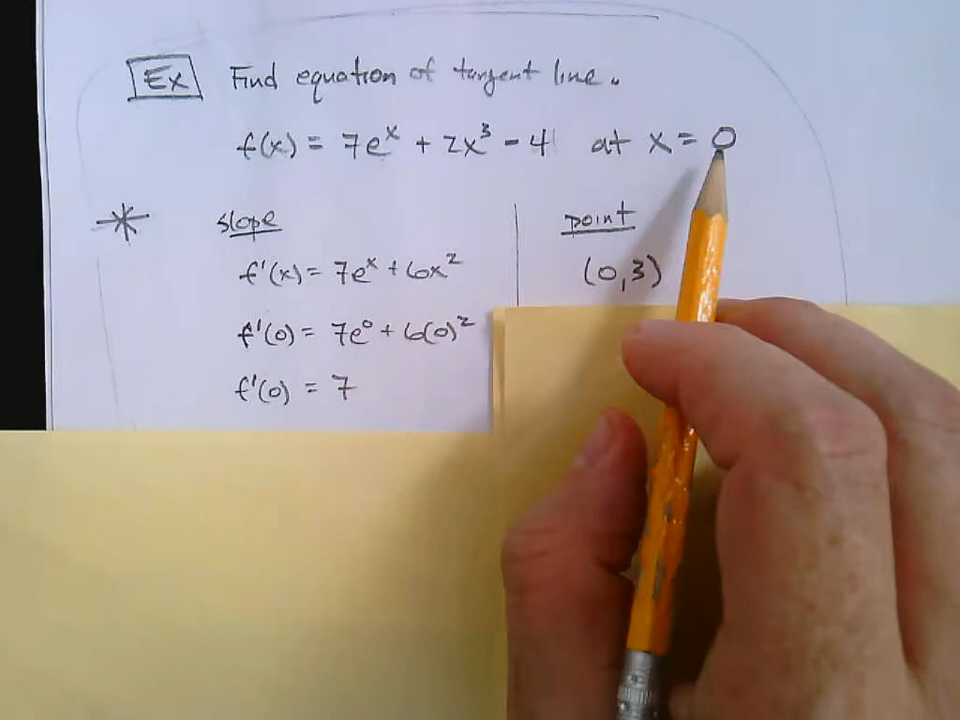 Ex Find equation of tangent line.
f(x) = 7e^x + 2x^3 - 4 at x = 0
* slope
point
f'(x) = 7e^x + 6x^2
(0,3)
f'(0) = 7e^0 + 6(0)^2
f'(0) = 7